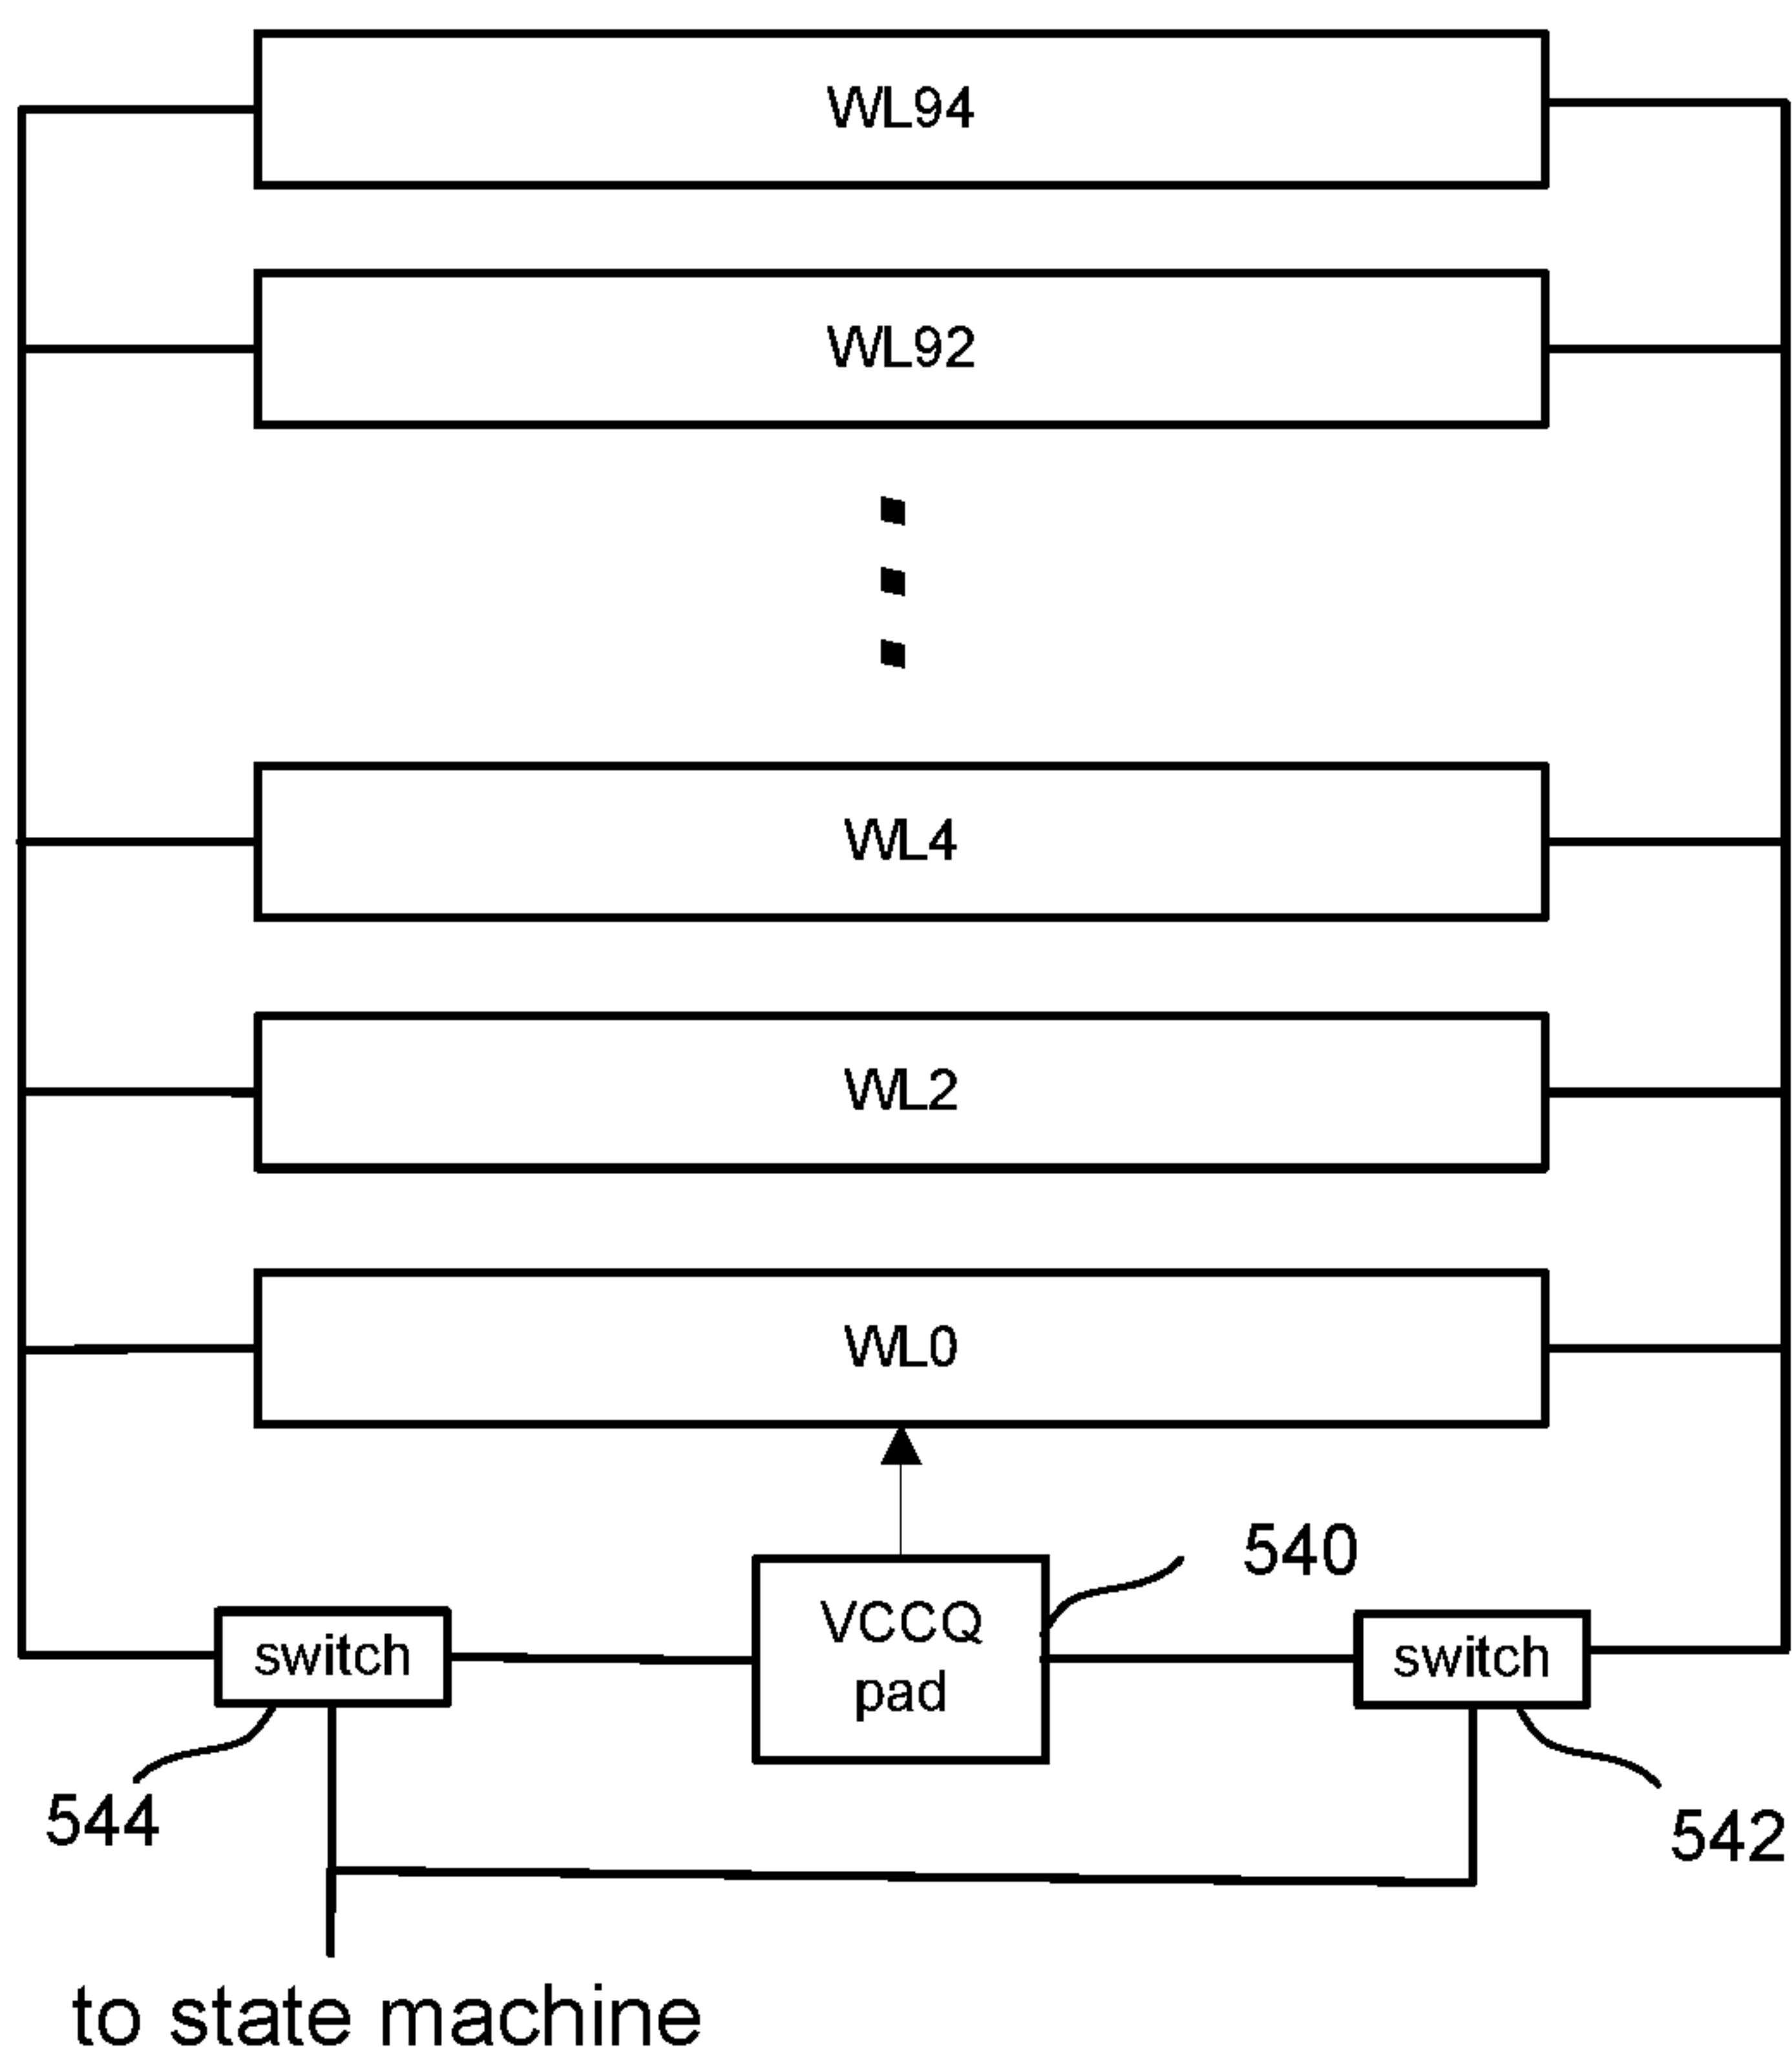 WL94
WL92
WL4
WL2
WL0
540
VCCQ
pad
switch
switch
544
542
to state machine